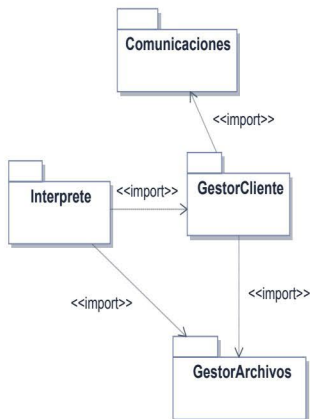 Comunicaciones
<<import>>
Interprete
<<import>>
GestorCliente
<<import>>
<<import>>
GestorArchivos